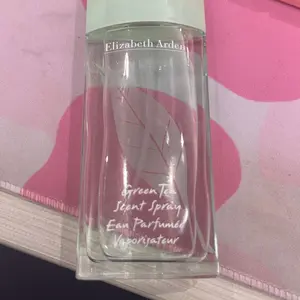 Elizabeth Arden
Green Tea
Scent Spray
Eau Parfumée
Vaporisateur